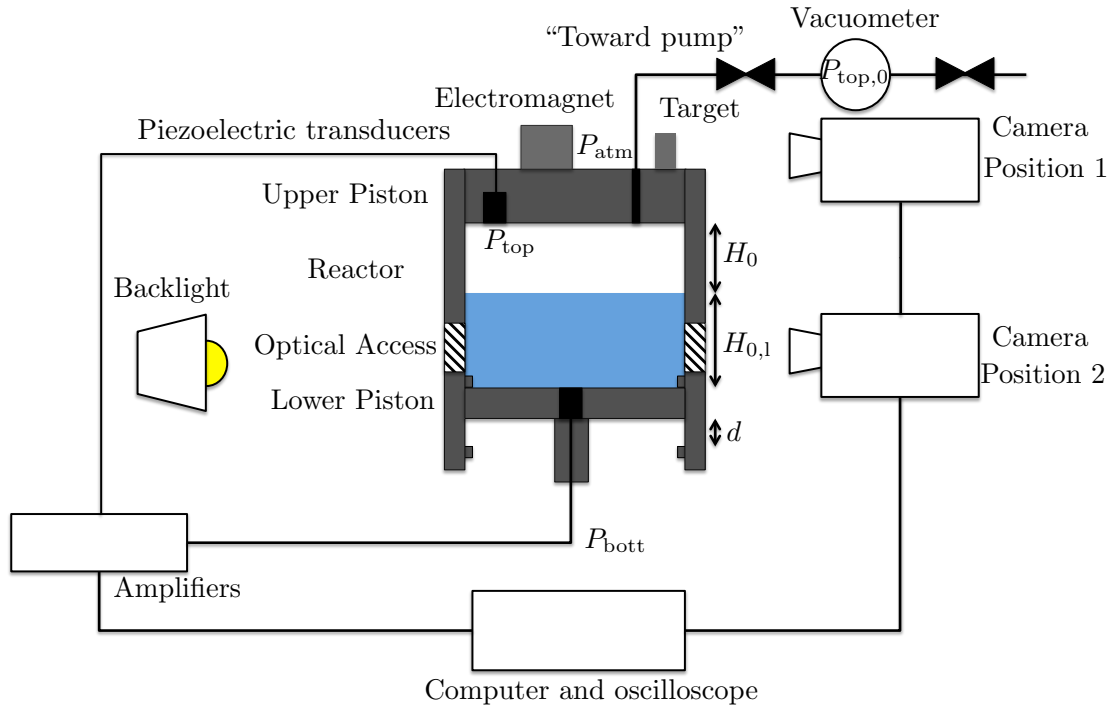 Vacuometer
“Toward pump”
P_top,0
Electromagnet
Target
Piezoelectric transducers
P_atm
Camera
Position 1
Upper Piston
P_top
H_0
Reactor
Backlight
Optical Access
H_0,l
Camera
Position 2
Lower Piston
d
P_bott
Amplifiers
Computer and oscilloscope